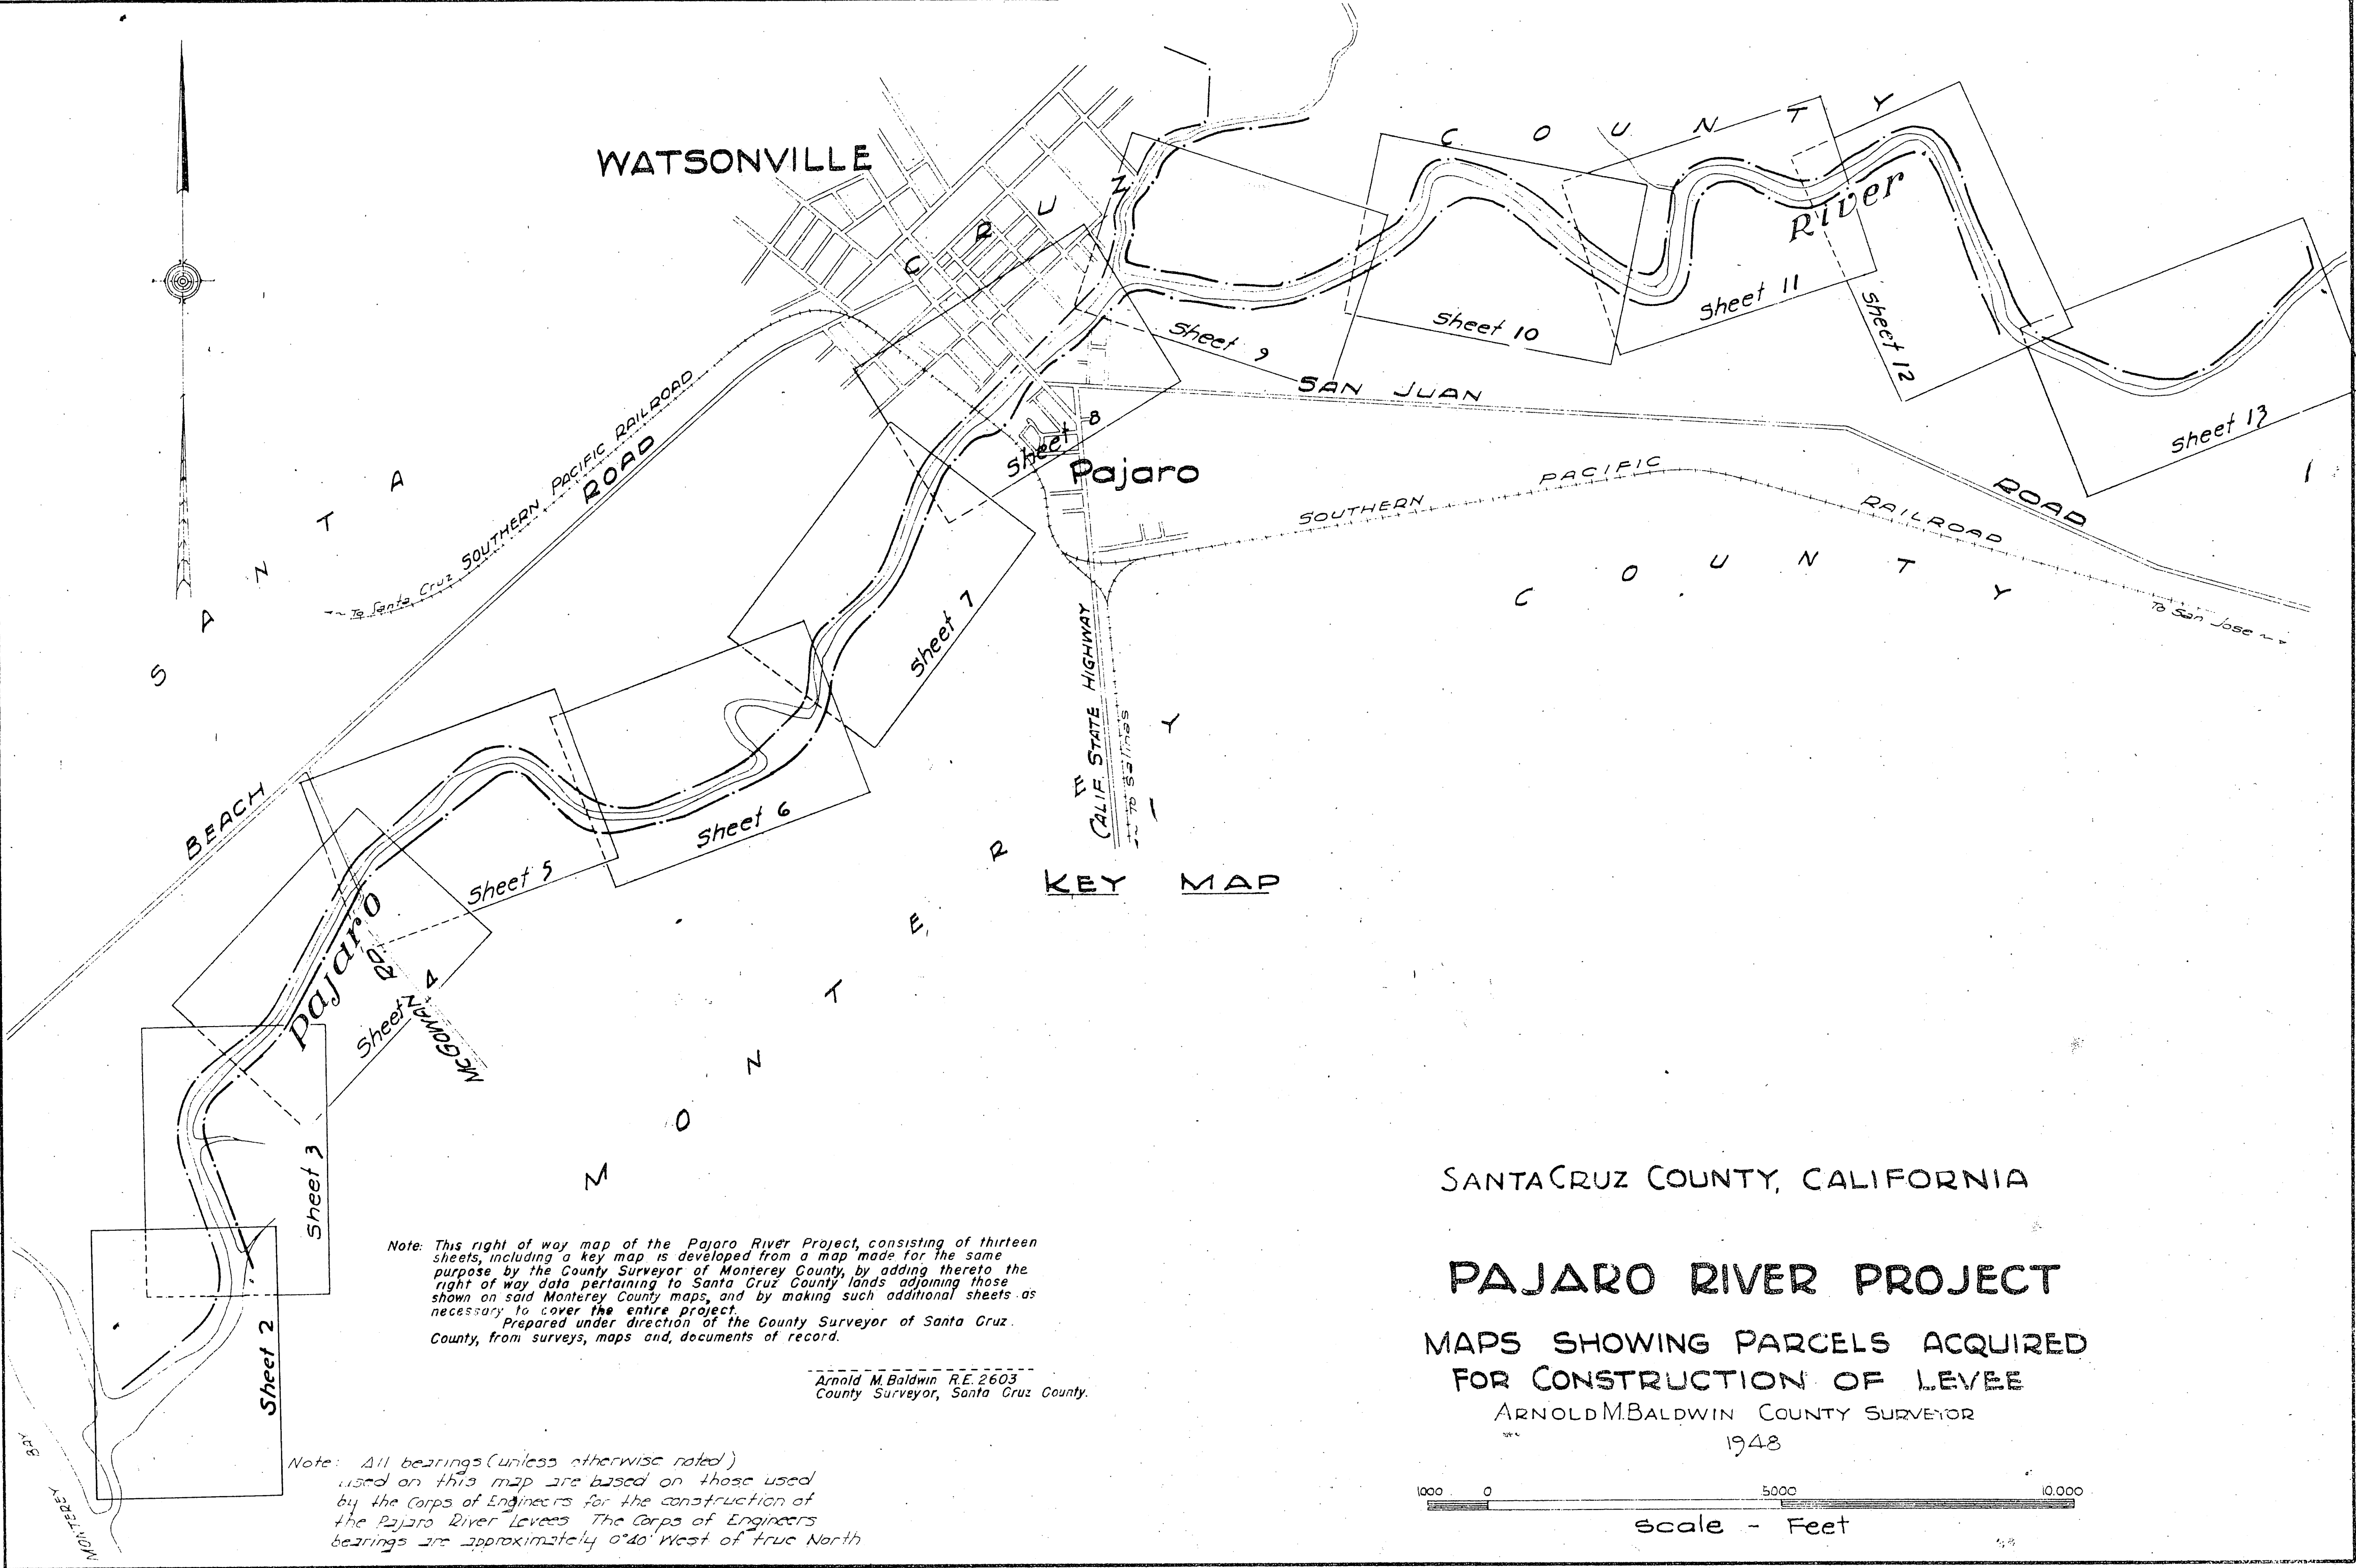 WATSONVILLE
SANTA CRUZ COUNTY
River
Sheet 9
Sheet 10
Sheet 11
Sheet 12
Sheet 13
SAN JUAN ROAD
Sheet 8
Pajaro
SOUTHERN PACIFIC RAILROAD
To San Jose
SOUTHERN PACIFIC RAILROAD
To Santa Cruz
BEACH ROAD
Sheet 7
CALIF. STATE HIGHWAY
To Salinas
MONTEREY COUNTY
Sheet 6
Sheet 5
Pajaro
McGOWAN RD.
Sheet 4
Sheet 3
Sheet 2
MONTEREY BAY
KEY MAP
Note: This right of way map of the Pajaro River Project, consisting of thirteen
sheets, including a key map is developed from a map made for the same
purpose by the County Surveyor of Monterey County, by adding thereto the
right of way data pertaining to Santa Cruz County lands adjoining those
shown on said Monterey County maps, and by making such additional sheets as
necessary to cover the entire project.
Prepared under direction of the County Surveyor of Santa Cruz
County, from surveys, maps and, documents of record.
Arnold M. Baldwin R.E. 2603
County Surveyor, Santa Cruz County.
Note: All bearings (unless otherwise noted)
used on this map are based on those used
by the Corps of Engineers for the construction of
the Pajaro River Levees The Corps of Engineers
bearings are approximately 0°40' West of true North
SANTA CRUZ COUNTY, CALIFORNIA
PAJARO RIVER PROJECT
MAPS SHOWING PARCELS ACQUIRED
FOR CONSTRUCTION OF LEVEE
ARNOLD M. BALDWIN COUNTY SURVEYOR
1948
1000 0 5000 10,000
Scale - Feet